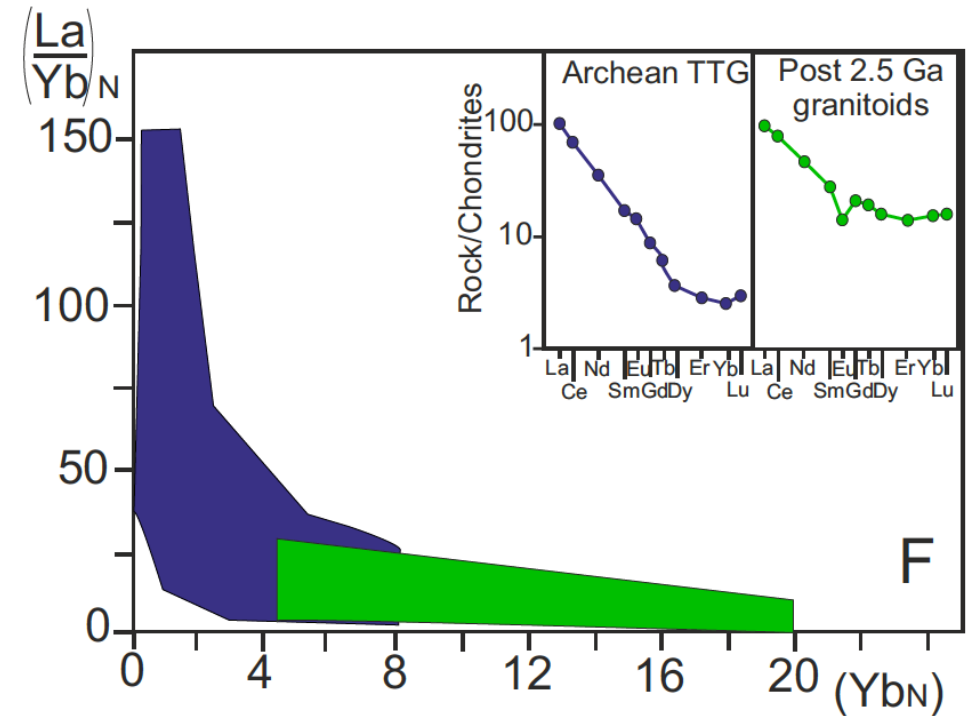 (La/Yb)N
150
100
50
0
0 4 8 12 16 20 (YbN)
F
Rock/Chondrites
100
10
1
Archean TTG
La Nd Eu Tb Er Yb
Ce Sm Gd Dy Lu
Post 2.5 Ga
granitoids
La Nd Eu Tb Er Yb
Ce Sm Gd Dy Lu